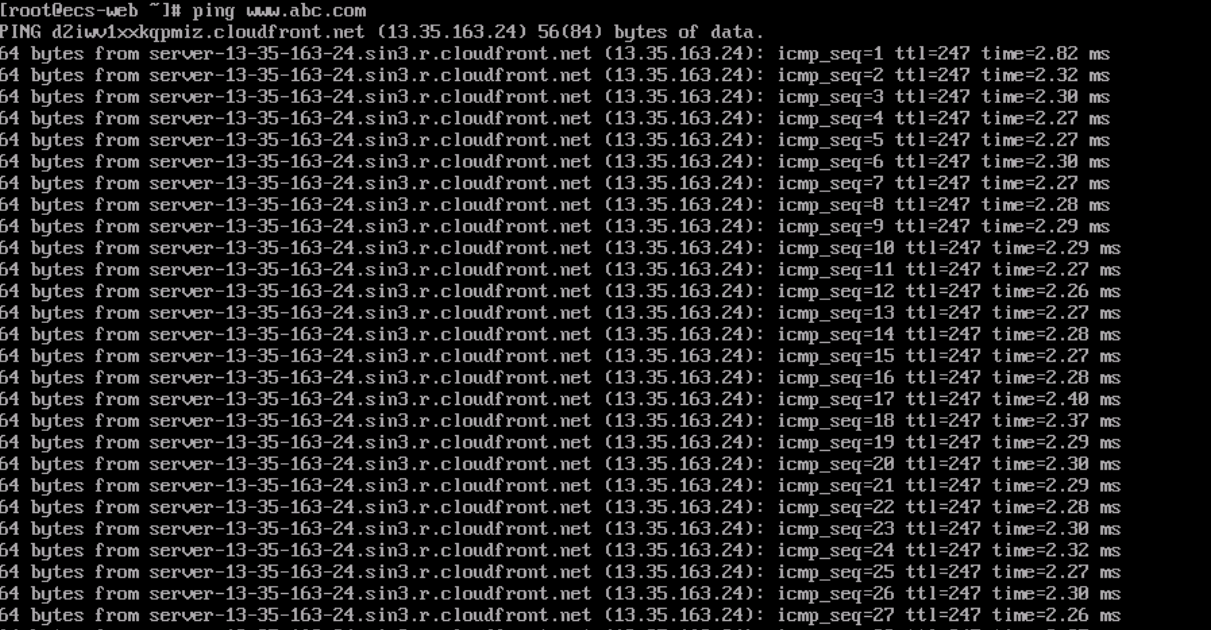 [root@ecs-web ~]# ping www.abc.com
PING d2iwv1xxkqpmiz.cloudfront.net (13.35.163.24) 56(84) bytes of data.
64 bytes from server-13-35-163-24.sin3.r.cloudfront.net (13.35.163.24): icmp_seq=1 ttl=247 time=2.82 ms
64 bytes from server-13-35-163-24.sin3.r.cloudfront.net (13.35.163.24): icmp_seq=2 ttl=247 time=2.32 ms
64 bytes from server-13-35-163-24.sin3.r.cloudfront.net (13.35.163.24): icmp_seq=3 ttl=247 time=2.30 ms
64 bytes from server-13-35-163-24.sin3.r.cloudfront.net (13.35.163.24): icmp_seq=4 ttl=247 time=2.27 ms
64 bytes from server-13-35-163-24.sin3.r.cloudfront.net (13.35.163.24): icmp_seq=5 ttl=247 time=2.27 ms
64 bytes from server-13-35-163-24.sin3.r.cloudfront.net (13.35.163.24): icmp_seq=6 ttl=247 time=2.30 ms
64 bytes from server-13-35-163-24.sin3.r.cloudfront.net (13.35.163.24): icmp_seq=7 ttl=247 time=2.27 ms
64 bytes from server-13-35-163-24.sin3.r.cloudfront.net (13.35.163.24): icmp_seq=8 ttl=247 time=2.28 ms
64 bytes from server-13-35-163-24.sin3.r.cloudfront.net (13.35.163.24): icmp_seq=9 ttl=247 time=2.29 ms
64 bytes from server-13-35-163-24.sin3.r.cloudfront.net (13.35.163.24): icmp_seq=10 ttl=247 time=2.29 ms
64 bytes from server-13-35-163-24.sin3.r.cloudfront.net (13.35.163.24): icmp_seq=11 ttl=247 time=2.27 ms
64 bytes from server-13-35-163-24.sin3.r.cloudfront.net (13.35.163.24): icmp_seq=12 ttl=247 time=2.26 ms
64 bytes from server-13-35-163-24.sin3.r.cloudfront.net (13.35.163.24): icmp_seq=13 ttl=247 time=2.27 ms
64 bytes from server-13-35-163-24.sin3.r.cloudfront.net (13.35.163.24): icmp_seq=14 ttl=247 time=2.28 ms
64 bytes from server-13-35-163-24.sin3.r.cloudfront.net (13.35.163.24): icmp_seq=15 ttl=247 time=2.27 ms
64 bytes from server-13-35-163-24.sin3.r.cloudfront.net (13.35.163.24): icmp_seq=16 ttl=247 time=2.28 ms
64 bytes from server-13-35-163-24.sin3.r.cloudfront.net (13.35.163.24): icmp_seq=17 ttl=247 time=2.40 ms
64 bytes from server-13-35-163-24.sin3.r.cloudfront.net (13.35.163.24): icmp_seq=18 ttl=247 time=2.37 ms
64 bytes from server-13-35-163-24.sin3.r.cloudfront.net (13.35.163.24): icmp_seq=19 ttl=247 time=2.29 ms
64 bytes from server-13-35-163-24.sin3.r.cloudfront.net (13.35.163.24): icmp_seq=20 ttl=247 time=2.30 ms
64 bytes from server-13-35-163-24.sin3.r.cloudfront.net (13.35.163.24): icmp_seq=21 ttl=247 time=2.29 ms
64 bytes from server-13-35-163-24.sin3.r.cloudfront.net (13.35.163.24): icmp_seq=22 ttl=247 time=2.28 ms
64 bytes from server-13-35-163-24.sin3.r.cloudfront.net (13.35.163.24): icmp_seq=23 ttl=247 time=2.30 ms
64 bytes from server-13-35-163-24.sin3.r.cloudfront.net (13.35.163.24): icmp_seq=24 ttl=247 time=2.32 ms
64 bytes from server-13-35-163-24.sin3.r.cloudfront.net (13.35.163.24): icmp_seq=25 ttl=247 time=2.27 ms
64 bytes from server-13-35-163-24.sin3.r.cloudfront.net (13.35.163.24): icmp_seq=26 ttl=247 time=2.30 ms
64 bytes from server-13-35-163-24.sin3.r.cloudfront.net (13.35.163.24): icmp_seq=27 ttl=247 time=2.26 ms